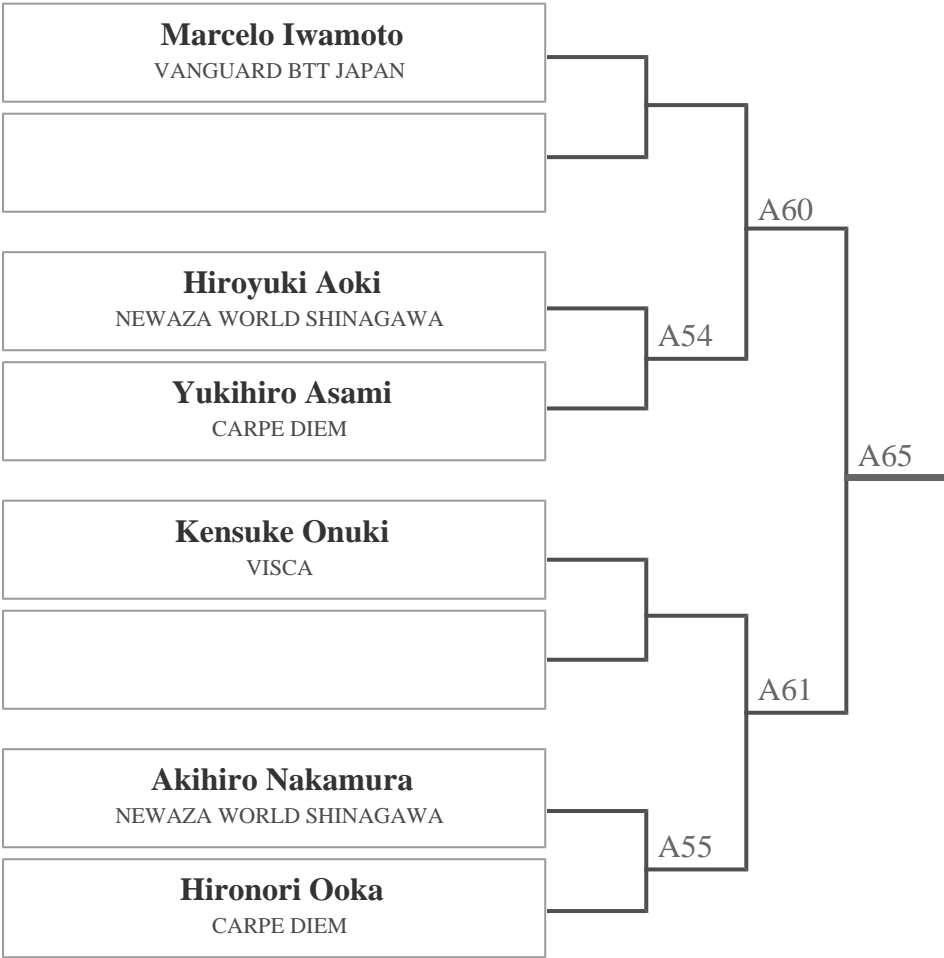 Marcelo Iwamoto
VANGUARD BTT JAPAN
A60
Hiroyuki Aoki
NEWAZA WORLD SHINAGAWA
A54
Yukihiro Asami
CARPE DIEM
A65
Kensuke Onuki
VISCA
A61
Akihiro Nakamura
NEWAZA WORLD SHINAGAWA
A55
Hironori Ooka
CARPE DIEM